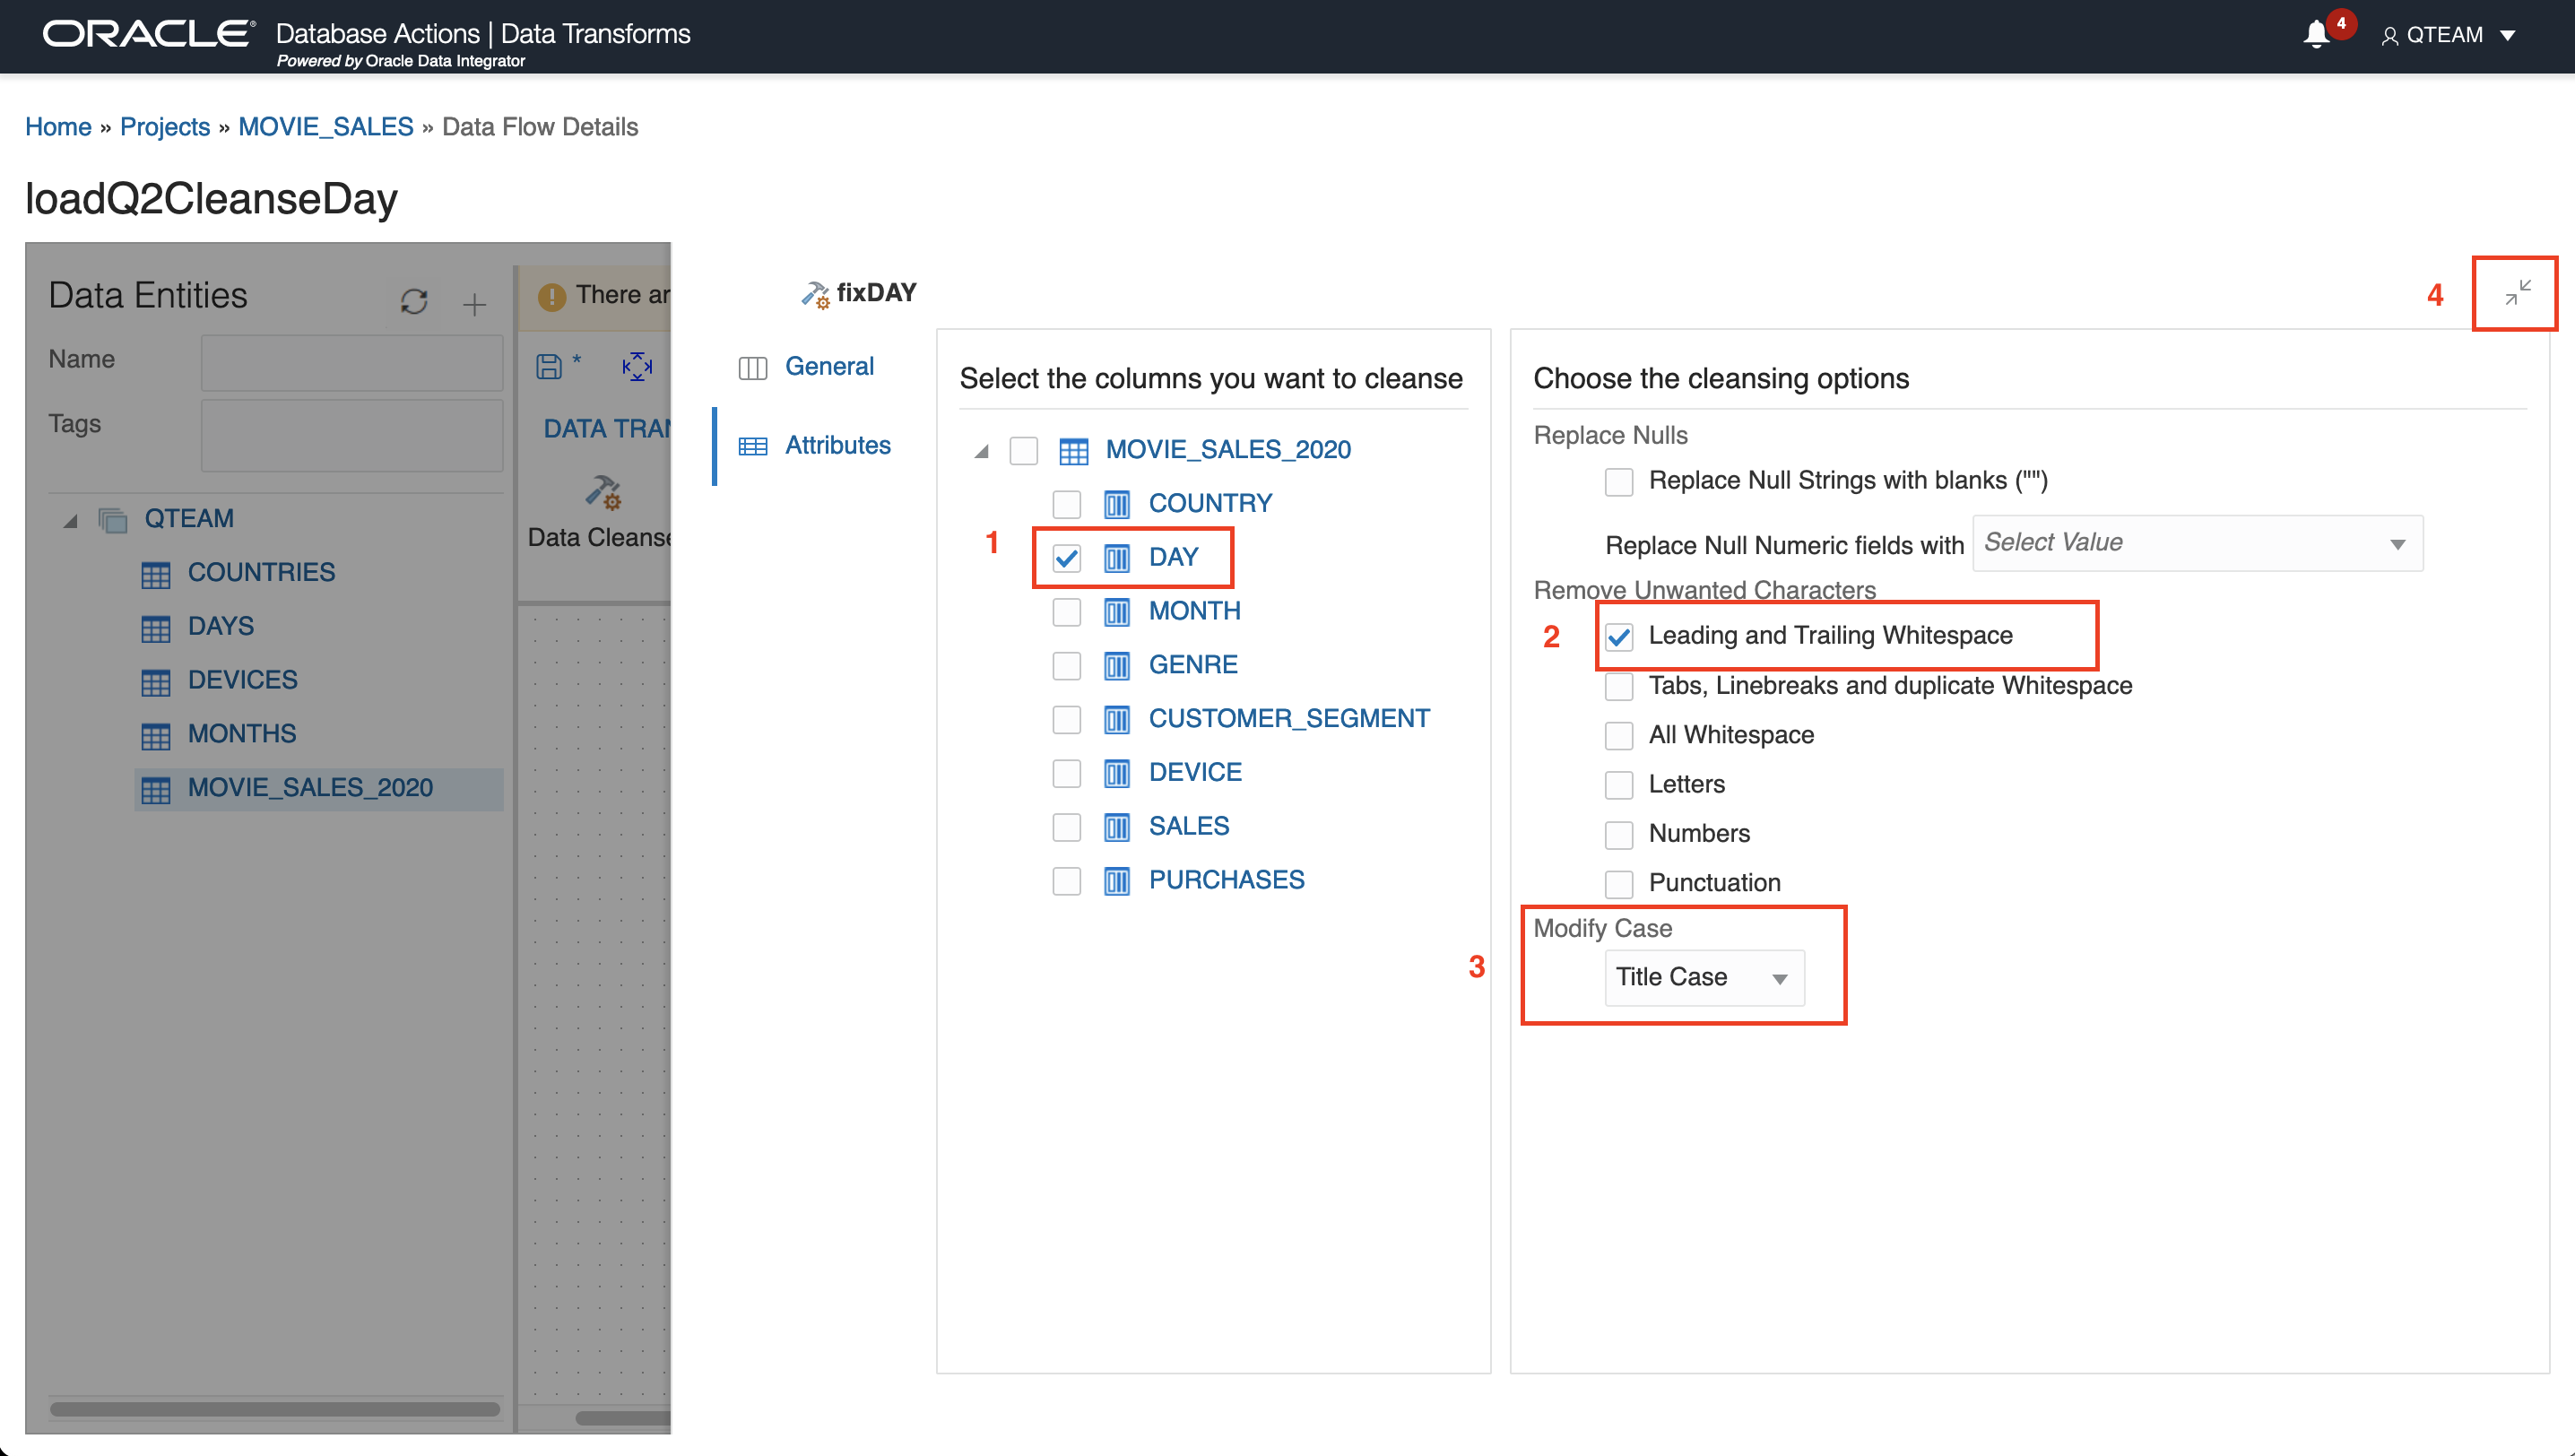 ORACLE® Database Actions | Data Transforms
Powered by Oracle Data Integrator
4
QTEAM
Home » Projects » MOVIE_SALES » Data Flow Details
loadQ2CleanseDay
Data Entities
Name
Tags
QTEAM
COUNTRIES
DAYS
DEVICES
MONTHS
MOVIE_SALES_2020
There ar
*
DATA TRAN
Data Cleanse
fixDAY
4
General
Attributes
Select the columns you want to cleanse
MOVIE_SALES_2020
COUNTRY
1
DAY
MONTH
GENRE
CUSTOMER_SEGMENT
DEVICE
SALES
PURCHASES
Choose the cleansing options
Replace Nulls
Replace Null Strings with blanks ("")
Replace Null Numeric fields with Select Value
Remove Unwanted Characters
2
Leading and Trailing Whitespace
Tabs, Linebreaks and duplicate Whitespace
All Whitespace
Letters
Numbers
Punctuation
Modify Case
3
Title Case